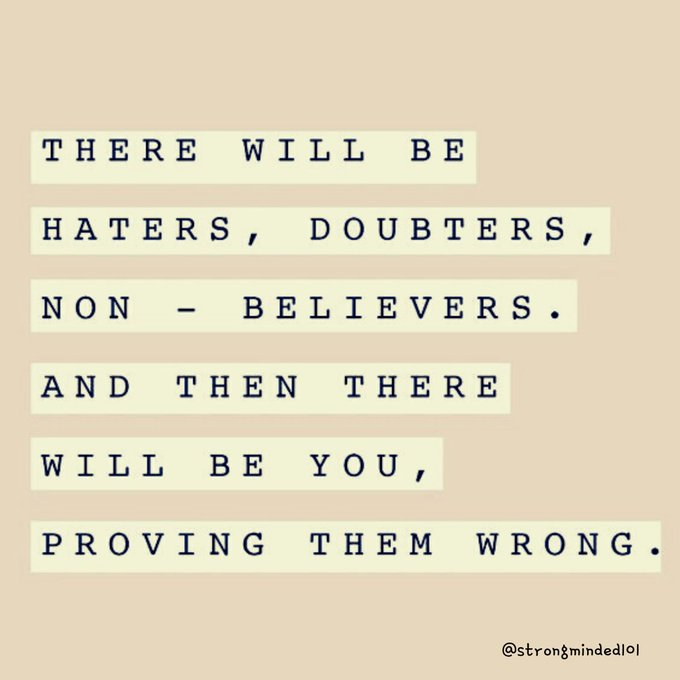 THERE WILL BE
HATERS, DOUBTERS,
NON - BELIEVERS.
AND THEN THERE
WILL BE YOU,
PROVING THEM WRONG.
@strongminded101